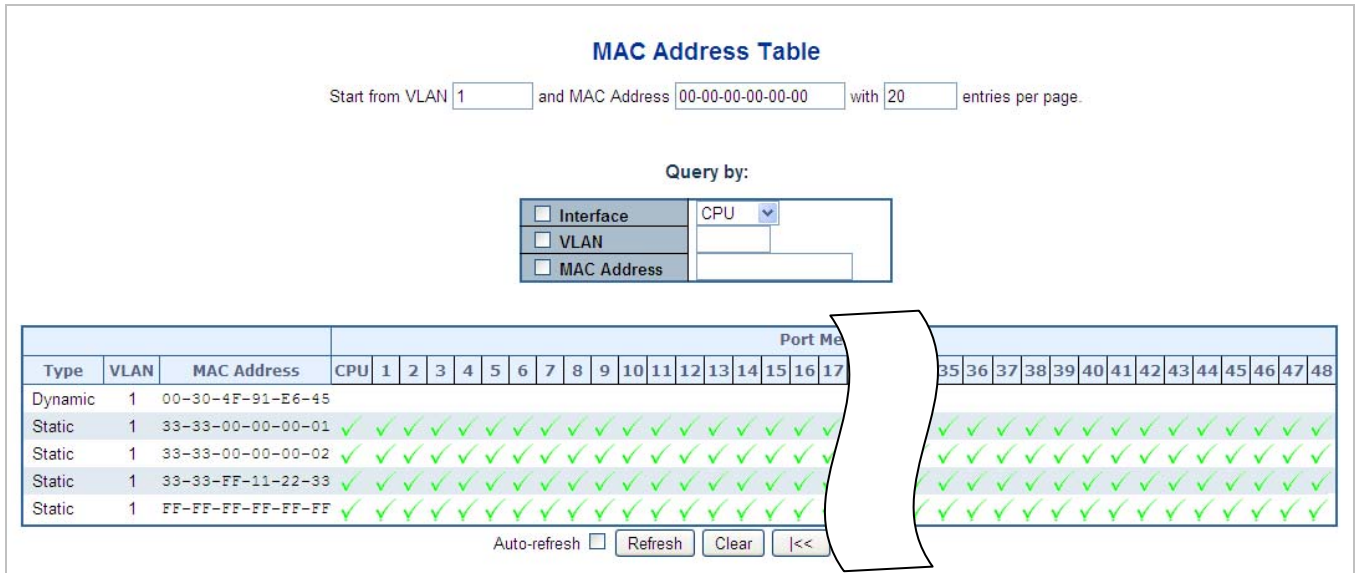 MAC Address Table
Start from VLAN 1 and MAC Address 00-00-00-00-00-00 with 20 entries per page.
Query by:
Interface CPU
VLAN
MAC Address
Port Me
Type VLAN MAC Address CPU 1 2 3 4 5 6 7 8 9 10 11 12 13 14 15 16 17 35 36 37 38 39 40 41 42 43 44 45 46 47 48
Dynamic 1 00-30-4F-91-E6-45
Static 1 33-33-00-00-00-01
Static 1 33-33-00-00-00-02
Static 1 33-33-FF-11-22-33
Static 1 FF-FF-FF-FF-FF-FF
Auto-refresh Refresh Clear |<<